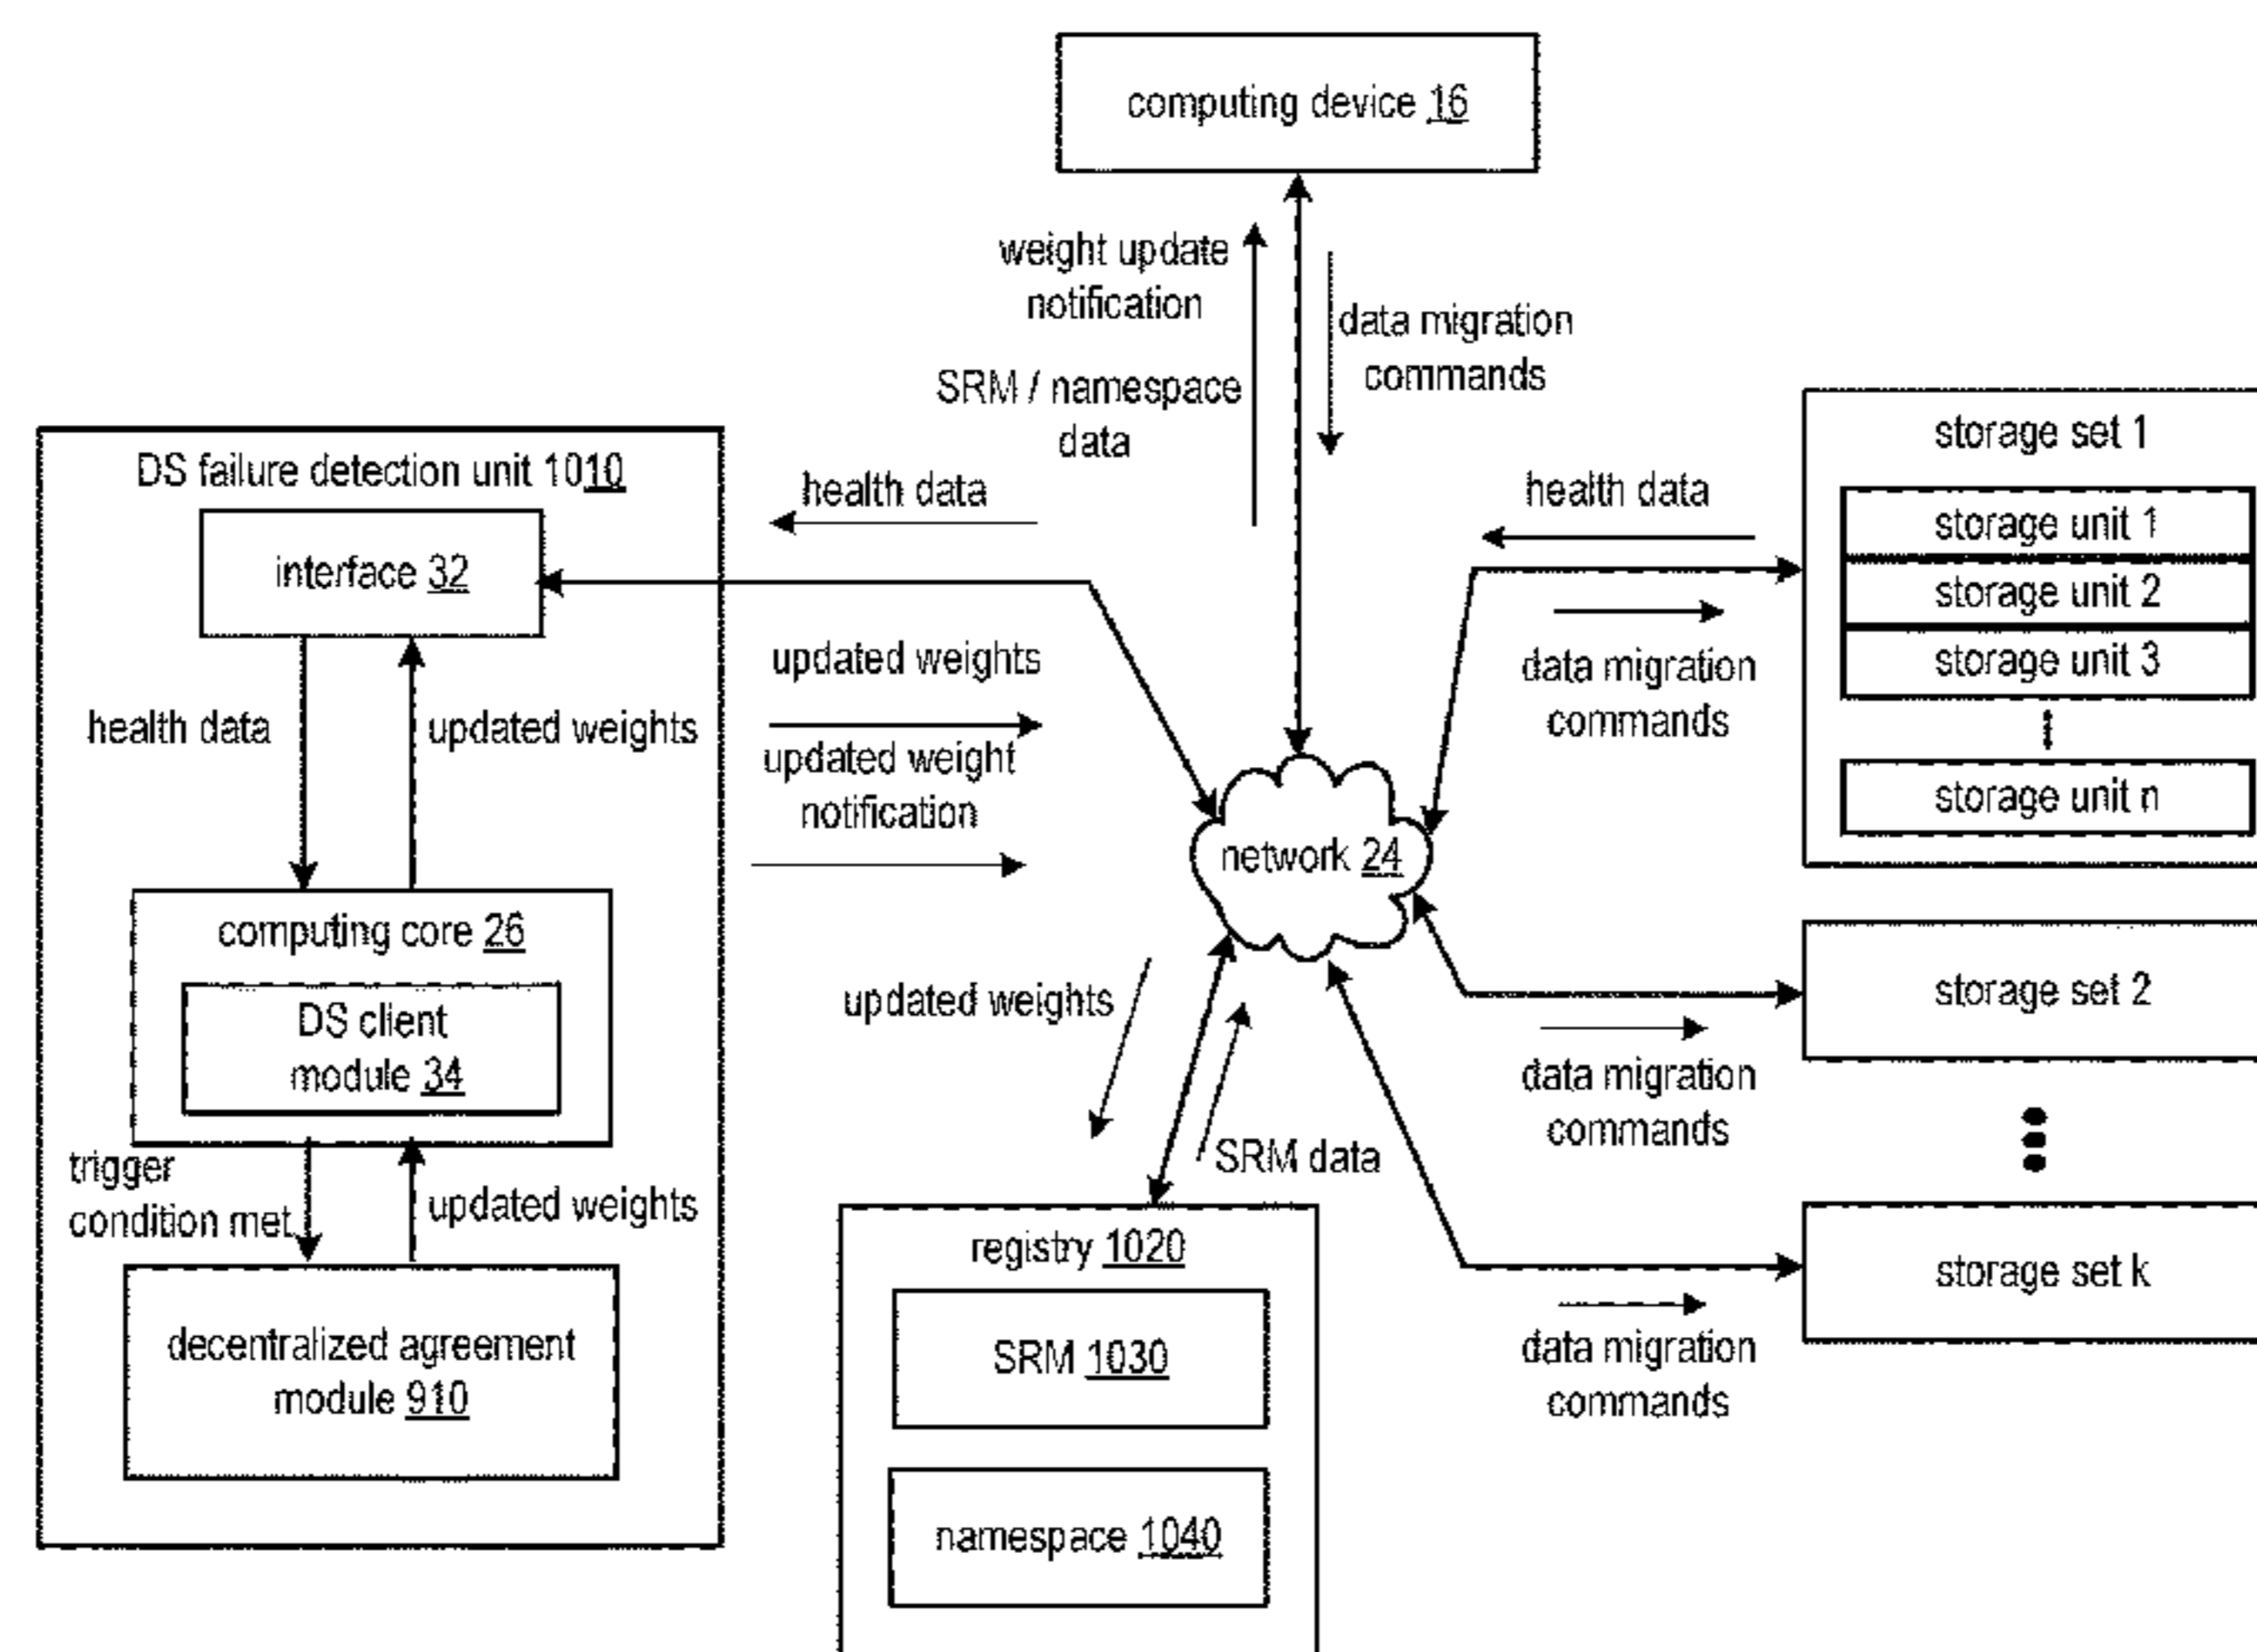 computing device 16
weight update
notification
data migration
commands
SRM / namespace
data
DS failure detection unit 1010
interface 32
health data
updated weights
computing core 26
DS client
module 34
trigger
condition met
updated weights
decentralized agreement
module 910
health data
updated weights
updated weight
notification
network 24
updated weights
SRM data
registry 1020
SRM 1030
namespace 1040
health data
data migration
commands
storage set 1
storage unit 1
storage unit 2
storage unit 3
storage unit n
storage set 2
data migration
commands
storage set k
data migration
commands